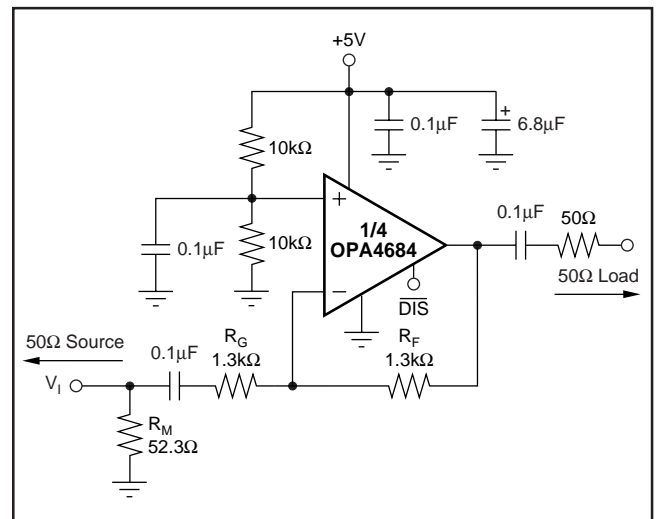 +5V
0.1µF
6.8µF
+
10kΩ
0.1µF
10kΩ
+
1/4
OPA4684
−
DIS
0.1µF
50Ω
50Ω Load
50Ω Source
V_I
0.1µF
R_G
1.3kΩ
R_F
1.3kΩ
R_M
52.3Ω